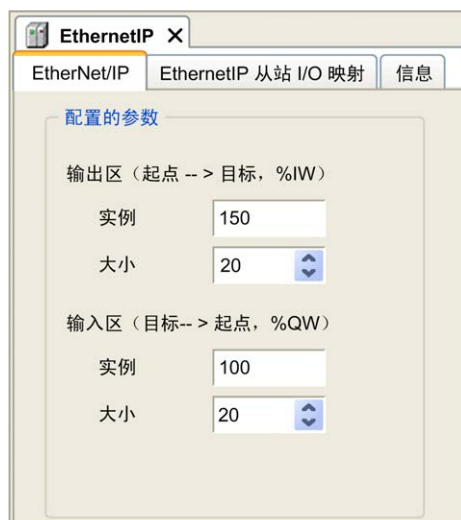 EthernetIP X
EtherNet/IP EthernetIP 从站 I/O 映射 信息
配置的参数
输出区（起点 -- > 目标，%IW）
实例 150
大小 20
输入区（目标-- > 起点，%QW）
实例 100
大小 20